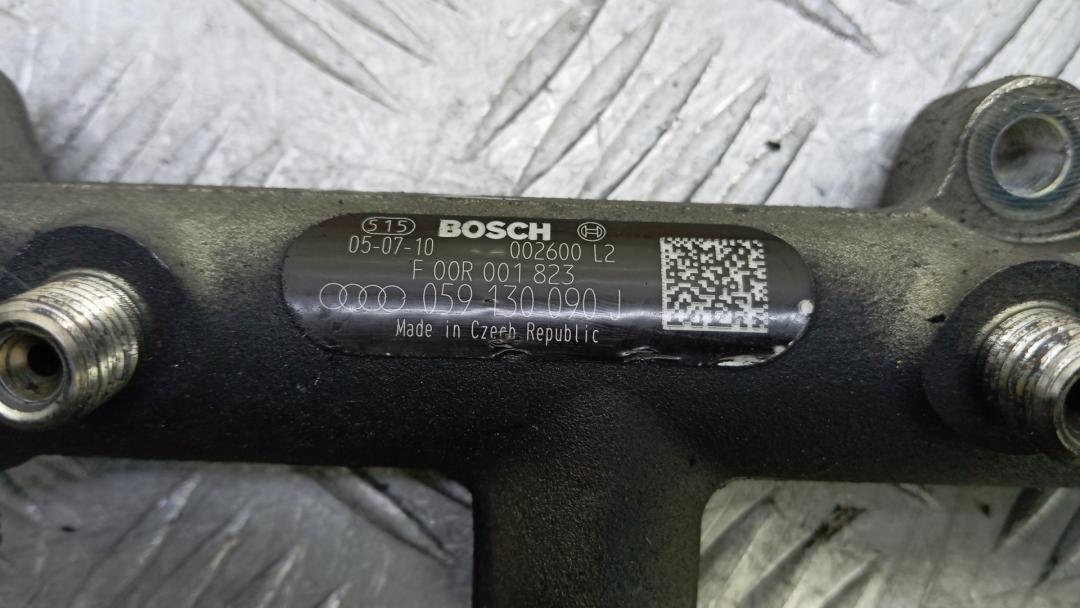 515 BOSCH
05-07-10 002600 L2
F 00R 001 823
059 130 090 J
Made in Czech Republic